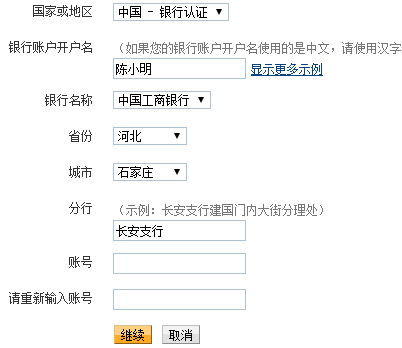 国家或地区 中国 - 银行认证
银行账户开户名 （如果您的银行账户开户名使用的是中文，请使用汉字
陈小明 显示更多示例
银行名称 中国工商银行
省份 河北
城市 石家庄
分行 （示例：长安支行建国门内大街分理处）
长安支行
账号
请重新输入账号
继续 取消